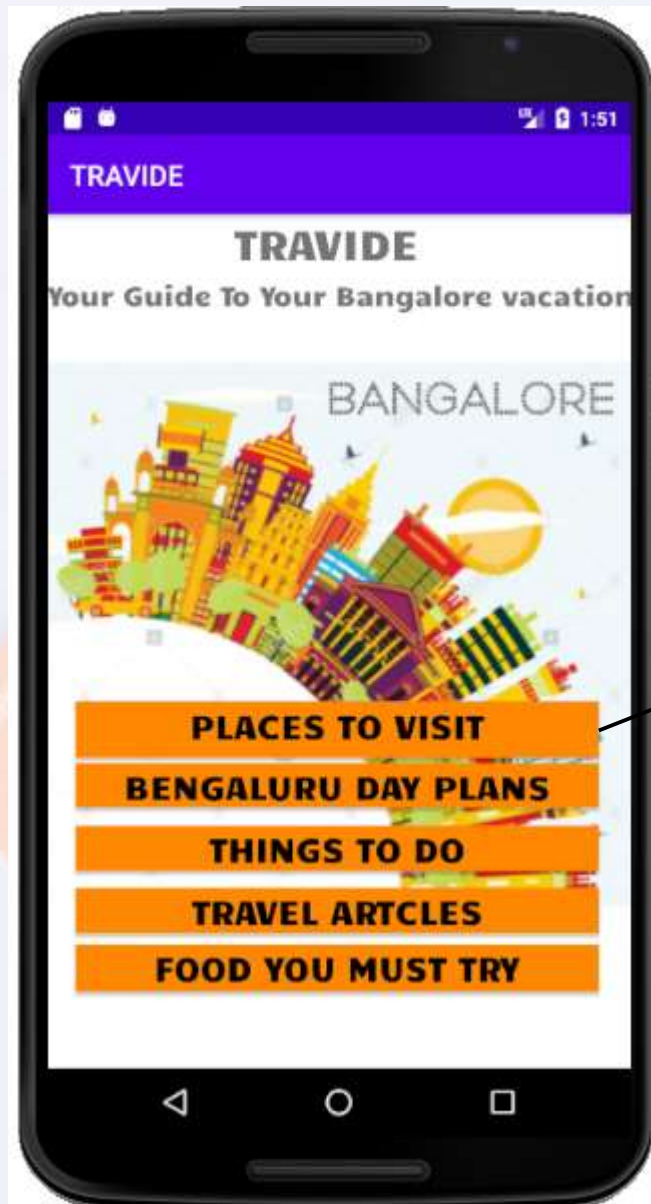 1:51
TRAVIDE
TRAVIDE
Your Guide To Your Bangalore vacation
BANGALORE
PLACES TO VISIT
BENGALURU DAY PLANS
THINGS TO DO
TRAVEL ARTCLES
FOOD YOU MUST TRY